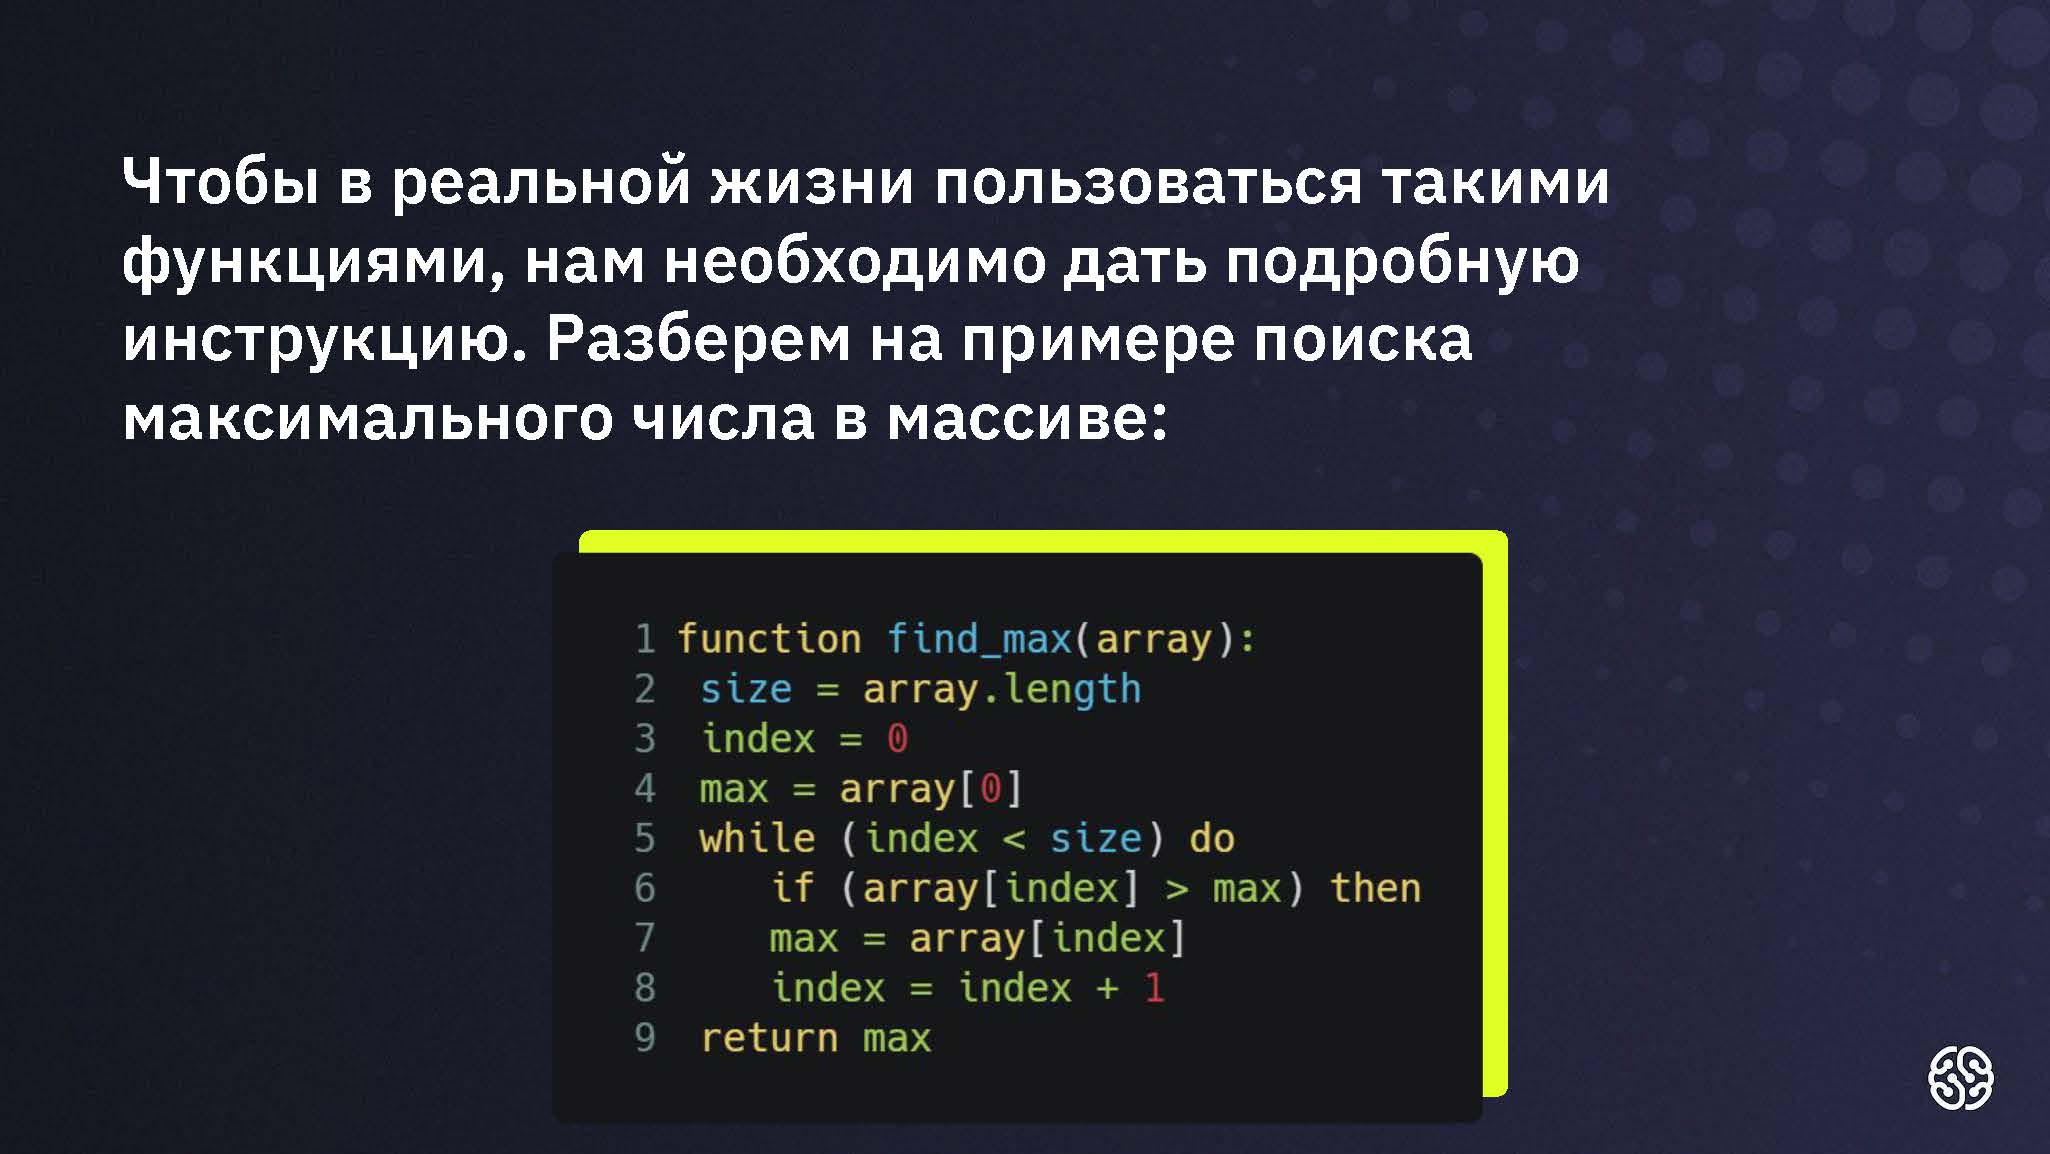 Чтобы в реальной жизни пользоваться такими
функциями, нам необходимо дать подробную
инструкцию. Разберем на примере поиска
максимального числа в массиве:
1 function find_max(array):
2 size = array.length
3 index = 0
4 max = array[0]
5 while (index < size) do
6 if (array[index] > max) then
7 max = array[index]
8 index = index + 1
9 return max